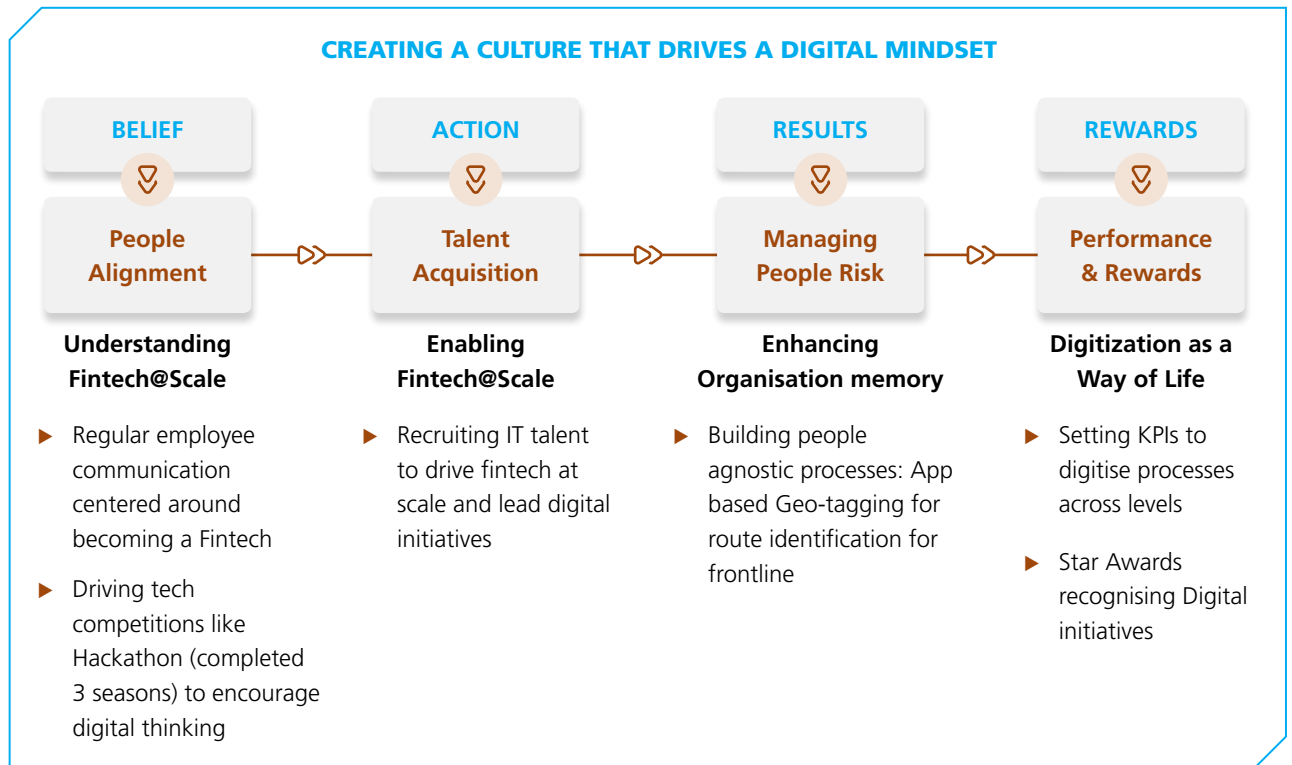 CREATING A CULTURE THAT DRIVES A DIGITAL MINDSET
BELIEF
People
Alignment
Understanding
Fintech@Scale
Regular employee
communication
centered around
becoming a Fintech
Driving tech
competitions like
Hackathon (completed
3 seasons) to encourage
digital thinking
ACTION
Talent
Acquisition
Enabling
Fintech@Scale
Recruiting IT talent
to drive fintech at
scale and lead digital
initiatives
RESULTS
Managing
People Risk
Enhancing
Organisation memory
Building people
agnostic processes: App
based Geo-tagging for
route identification for
frontline
REWARDS
Performance
& Rewards
Digitization as a
Way of Life
Setting KPIs to
digitise processes
across levels
Star Awards
recognising Digital
initiatives